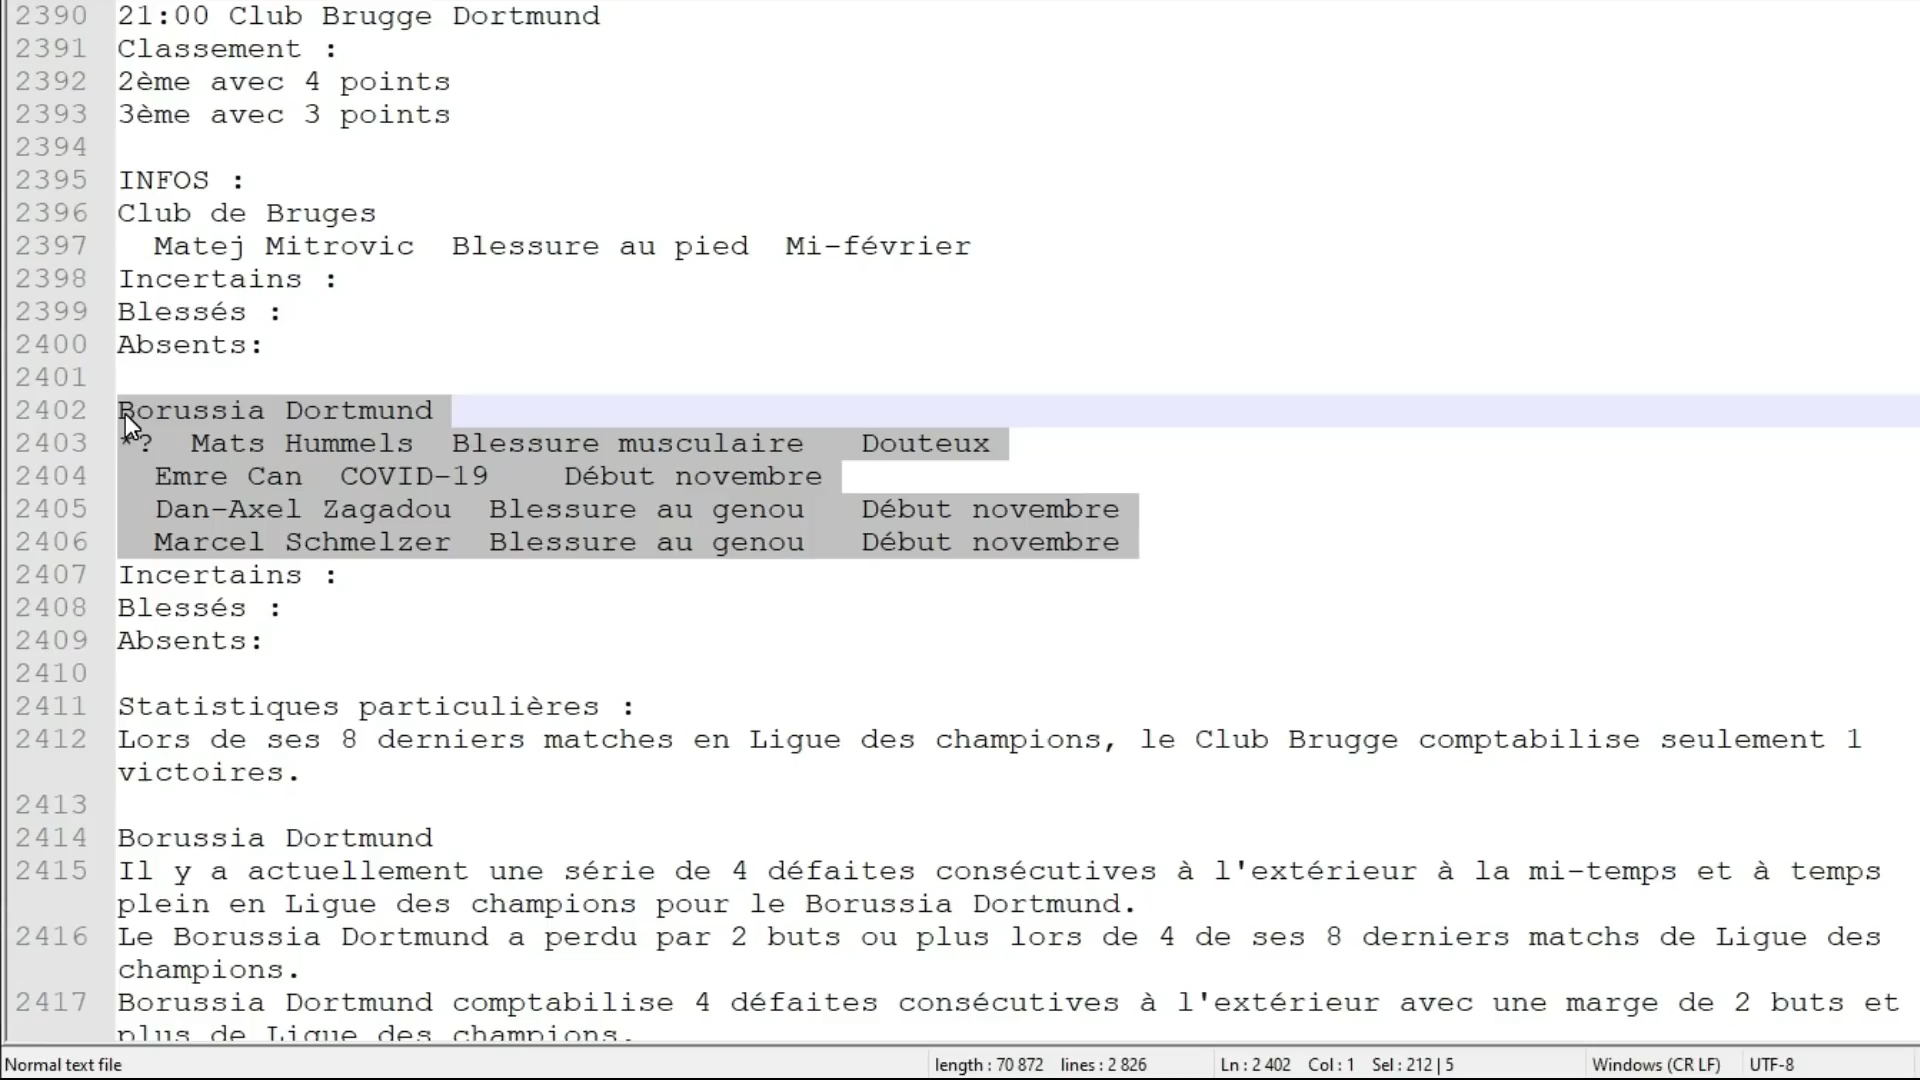 2390 21:00 Club Brugge Dortmund
2391 Classement :
2392 2ème avec 4 points
2393 3ème avec 3 points
2394
2395 INFOS :
2396 Club de Bruges
2397 Matej Mitrovic Blessure au pied Mi-février
2398 Incertains :
2399 Blessés :
2400 Absents:
2401
2402 Borussia Dortmund
2403 *? Mats Hummels Blessure musculaire Douteux
2404 Emre Can COVID-19 Début novembre
2405 Dan-Axel Zagadou Blessure au genou Début novembre
2406 Marcel Schmelzer Blessure au genou Début novembre
2407 Incertains :
2408 Blessés :
2409 Absents:
2410
2411 Statistiques particulières :
2412 Lors de ses 8 derniers matches en Ligue des champions, le Club Brugge comptabilise seulement 1
victoires.
2413
2414 Borussia Dortmund
2415 Il y a actuellement une série de 4 défaites consécutives à l'extérieur à la mi-temps et à temps
plein en Ligue des champions pour le Borussia Dortmund.
2416 Le Borussia Dortmund a perdu par 2 buts ou plus lors de 4 de ses 8 derniers matchs de Ligue des
champions.
2417 Borussia Dortmund comptabilise 4 défaites consécutives à l'extérieur avec une marge de 2 buts et
plus de Ligue des champions.
Normal text file length : 70 872 lines : 2 826 Ln : 2 402 Col : 1 Sel : 212 | 5 Windows (CR LF) UTF-8